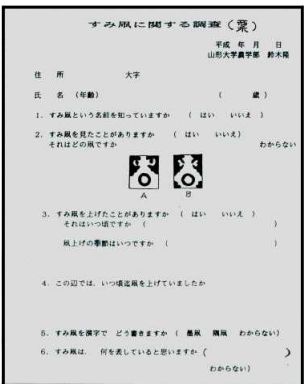 すみ凧に関する調査(案)
平成 年 月 日
山形大学農学部 鈴木隆
住 所 大字
氏 名(年齢) ( 歳 )
1.すみ凧という名前を知っていますか ( はい いいえ )
2.すみ凧を見たことがありますか ( はい いいえ)
それはどの凧ですか わからない
A B
3.すみ凧を上げたことがありますか ( はい いいえ )
それはいつ頃ですか ( )
凧上げの季節はいつですか ( )
4.この辺では、いつ頃迄凧を上げていましたか
5.すみ凧を漢字で どう書きますか ( 墨凧 隅凧 わからない)
6.すみ凧は、 何を表していると思いますか ( )
わからない)